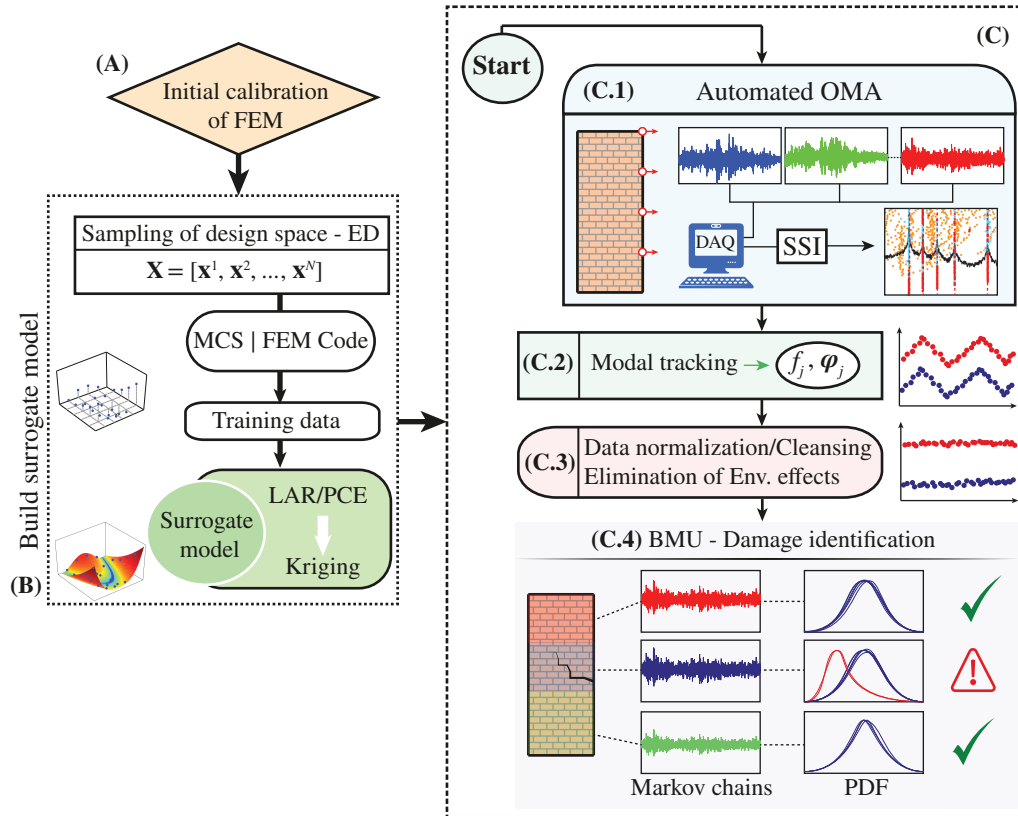 (A)
Initial calibration
of FEM
Build surrogate model
Sampling of design space - ED
X = [x¹, x², ..., xᴺ]
MCS | FEM Code
Training data
LAR/PCE
Kriging
Surrogate
model
(B)
(C)
Start
(C.1)
Automated OMA
DAQ
SSI
(C.2)
Modal tracking
fⱼ, φⱼ
(C.3)
Data normalization/Cleansing
Elimination of Env. effects
(C.4) BMU - Damage identification
Markov chains
PDF